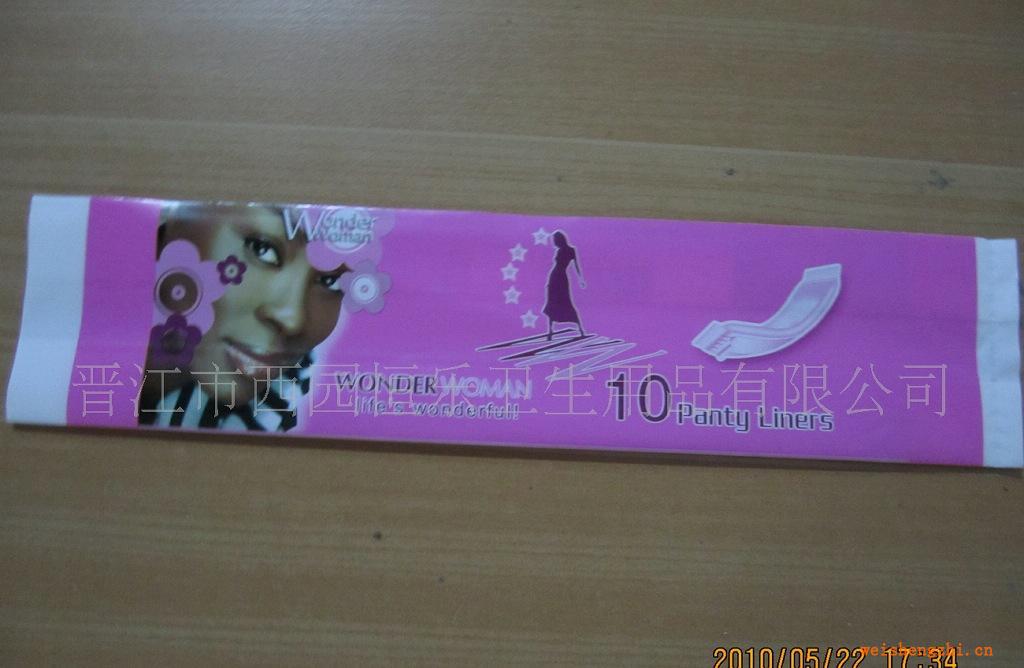 Wonder
Woman
WONDER WOMAN
life's wonderful!
10 Panty Liners
晋江市西园恒乐卫生用品有限公司
2010/05/22 17:34
weishengzhi.cn